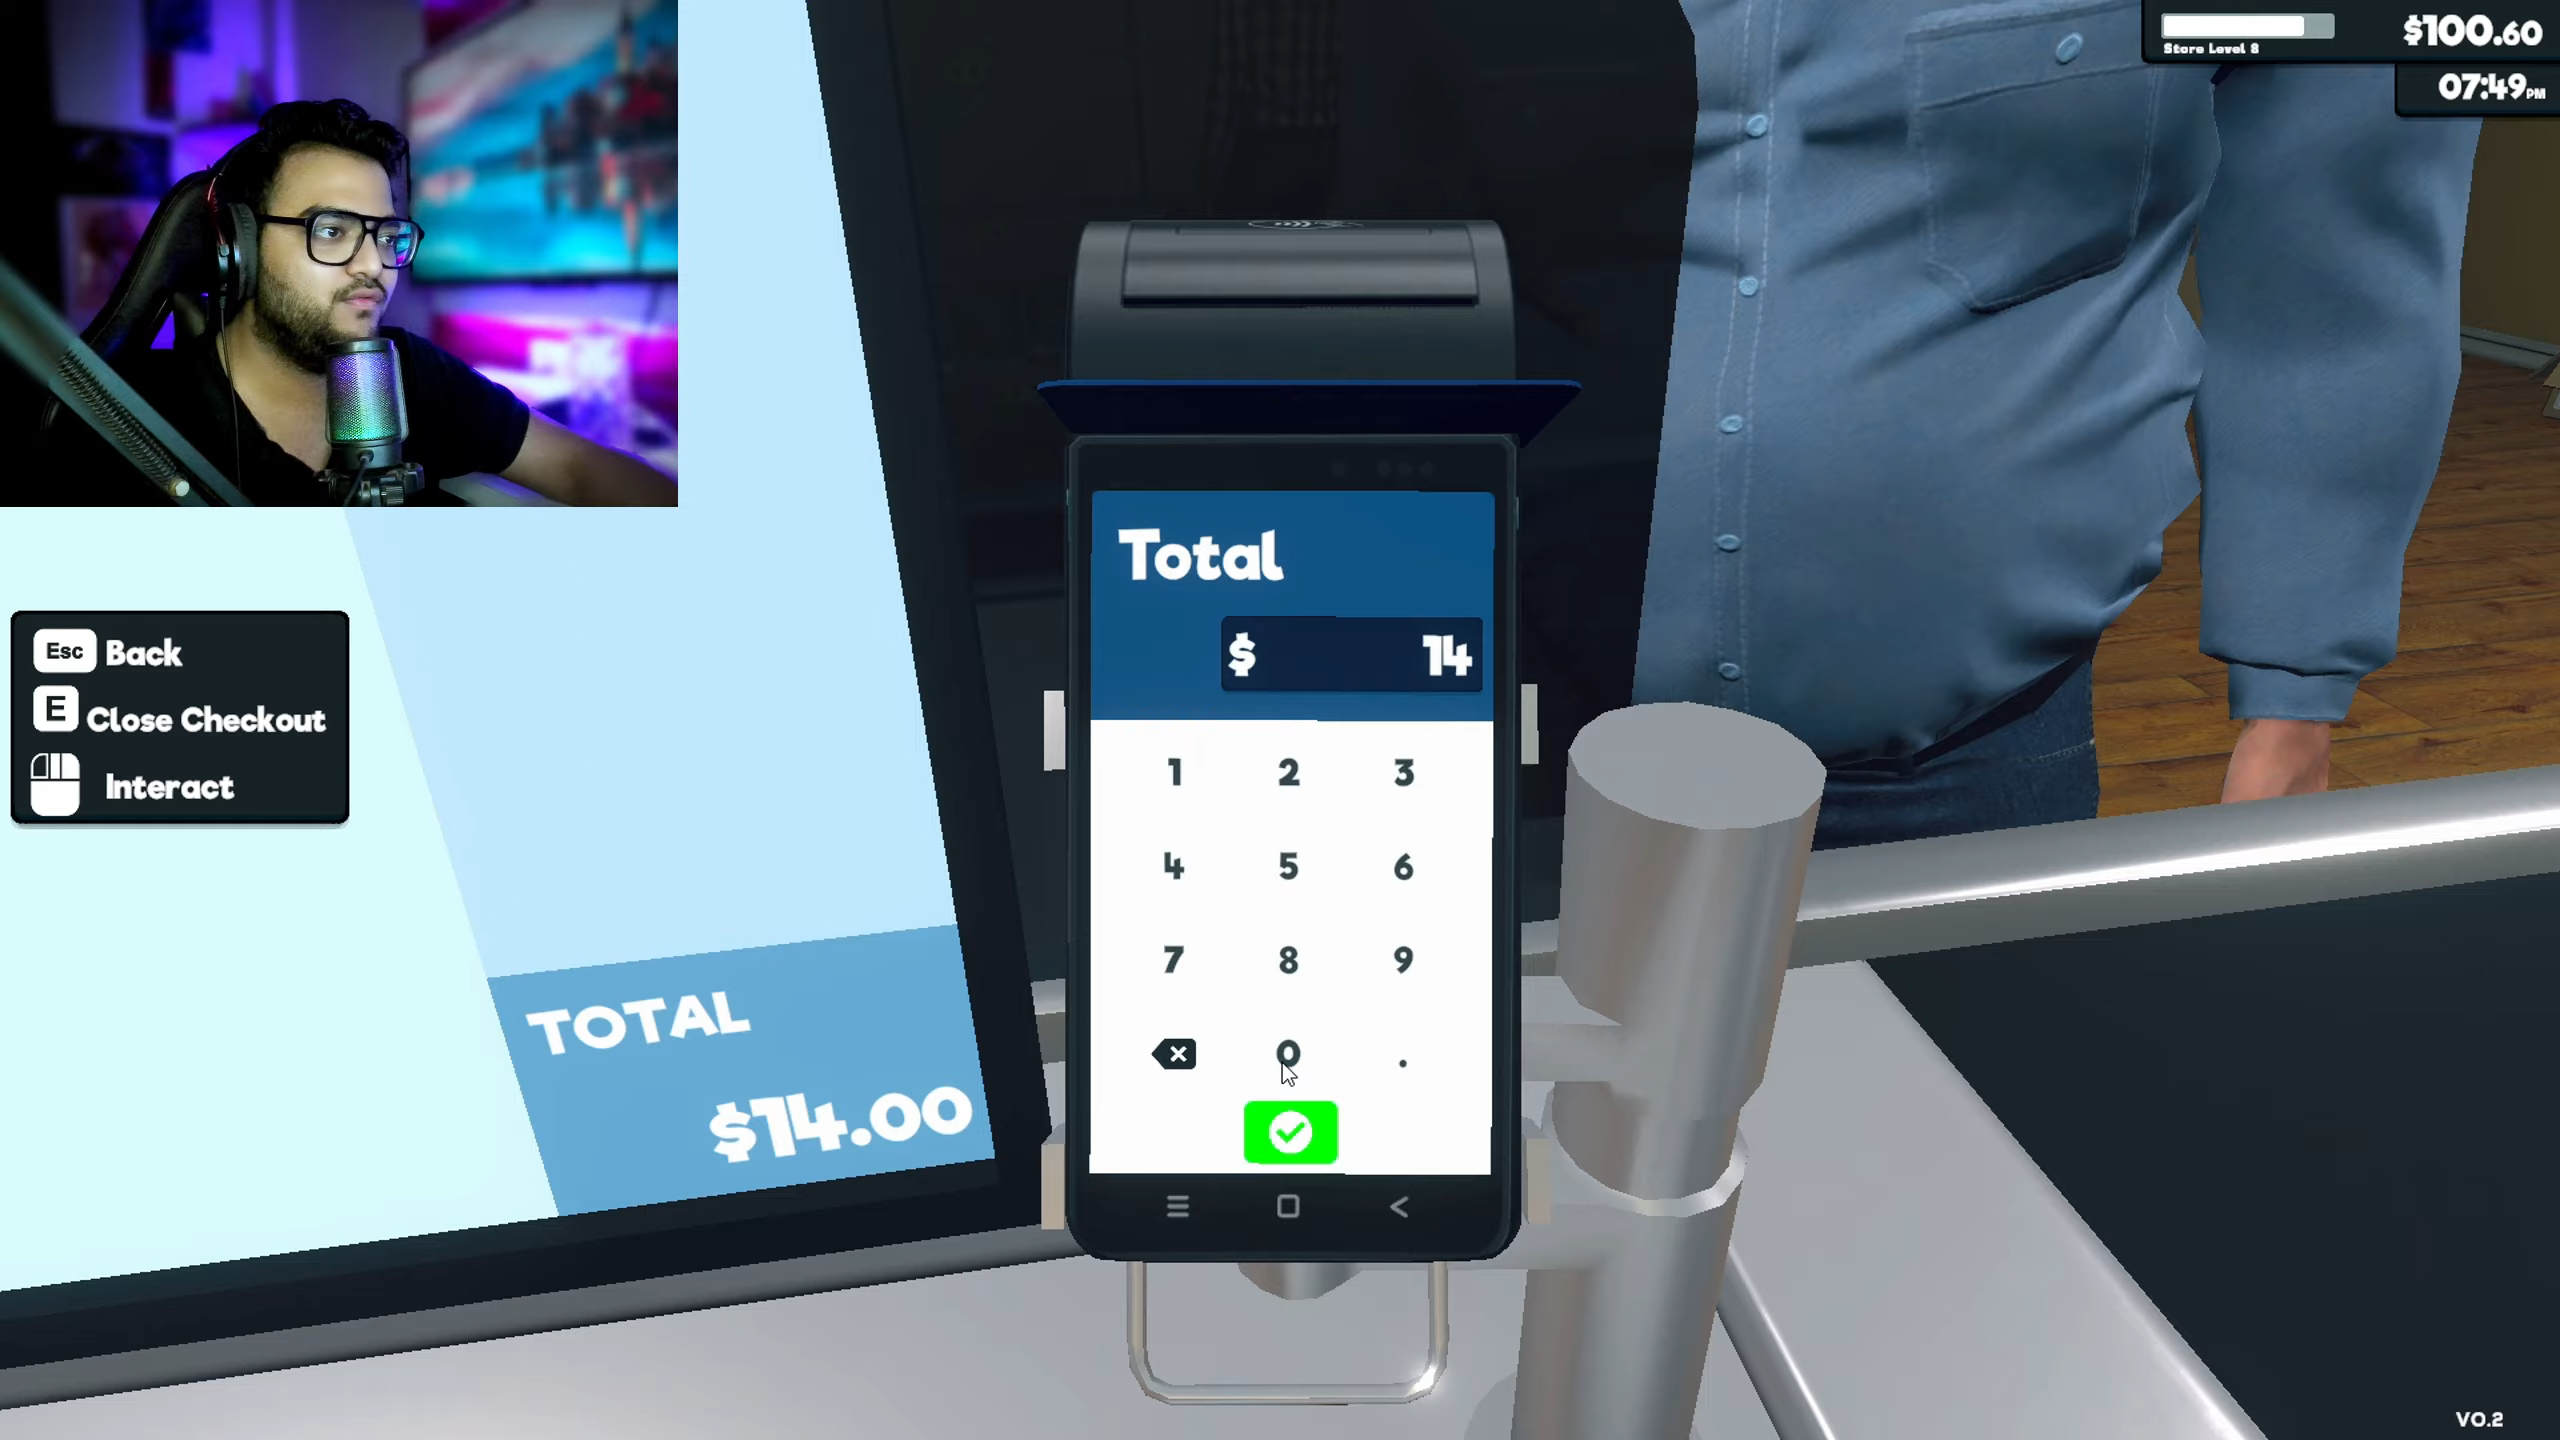 $100.60
Store Level 8
07:49PM
Total
$ 14
Esc Back
E Close Checkout
Interact
1 2 3
4 5 6
7 8 9
0 .
TOTAL
$14.00
V0.2